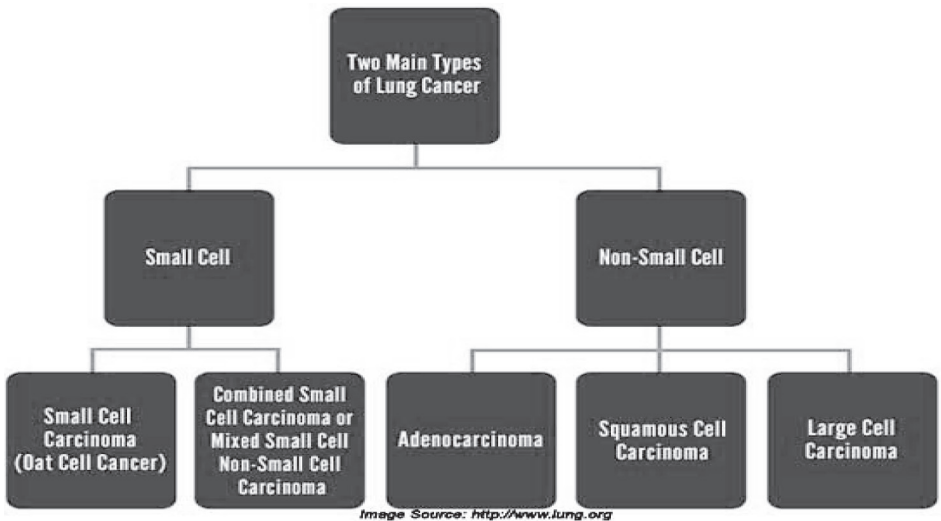 Two Main Types
of Lung Cancer
Small Cell
Non-Small Cell
Small Cell
Carcinoma
(Oat Cell Cancer)
Combined Small
Cell Carcinoma or
Mixed Small Cell
Non-Small Cell
Carcinoma
Adenocarcinoma
Squamous Cell
Carcinoma
Large Cell
Carcinoma
Image Source: http://www.lung.org